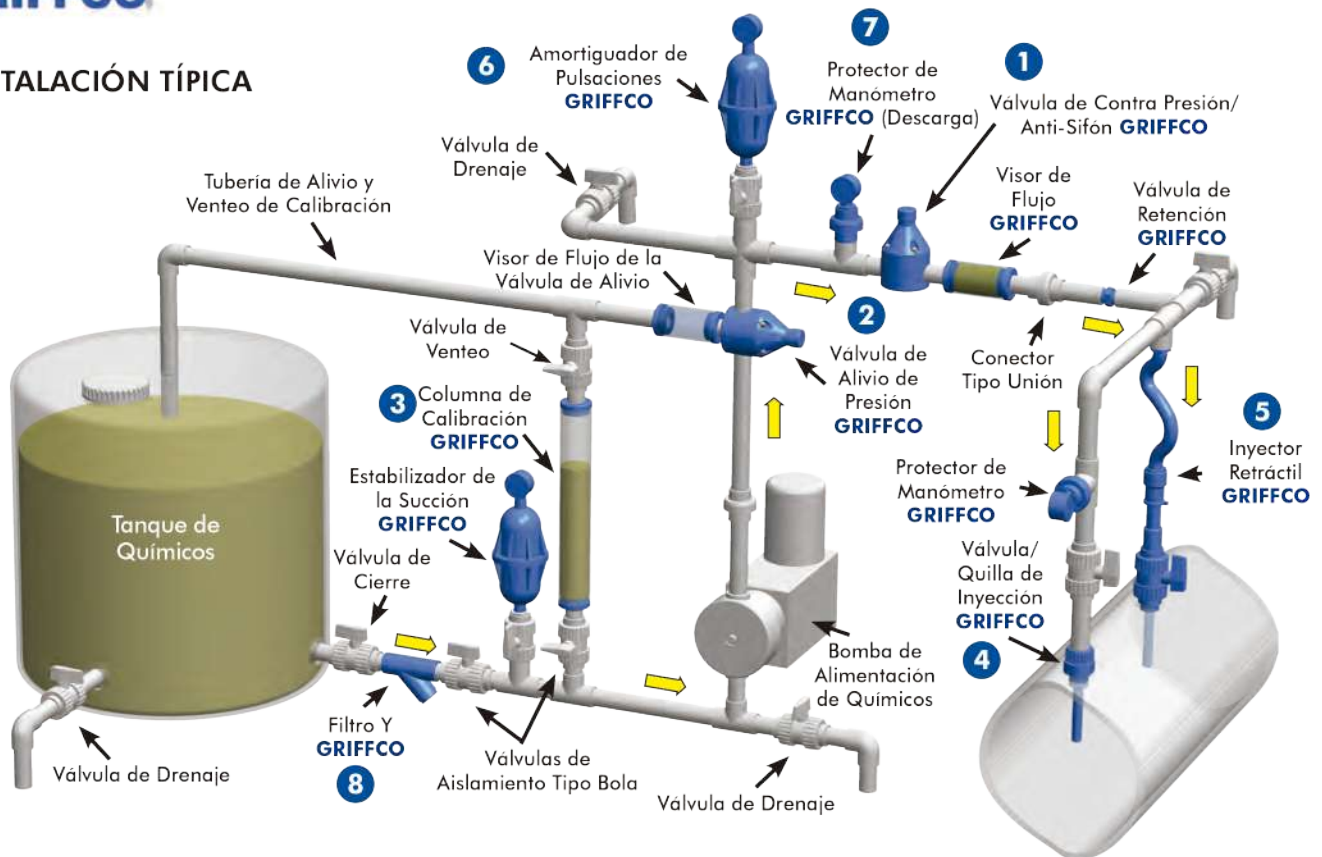 TALACIÓN TÍPICA
6
Amortiguador de
Pulsaciones
GRIFFCO
7
Protector de
Manómetro
GRIFFCO (Descarga)
1
Válvula de Contra Presión/
Anti-Sifón GRIFFCO
Válvula de
Drenaje
Visor de
Flujo
GRIFFCO
Válvula de
Retención
GRIFFCO
Tubería de Alivio y
Venteo de Calibración
Visor de Flujo de la
Válvula de Alivio
2
Válvula de
Alivio de
Presión
GRIFFCO
Conector
Tipo Unión
Válvula de
Venteo
3
Columna de
Calibración
GRIFFCO
5
Inyector
Retráctil
GRIFFCO
Estabilizador de
la Succión
GRIFFCO
Protector de
Manómetro
GRIFFCO
Tanque de
Químicos
Válvula de
Cierre
Válvula/
Quilla de
Inyección
GRIFFCO
4
Bomba de
Alimentación
de Químicos
Filtro Y
GRIFFCO
8
Válvulas de
Aislamiento Tipo Bola
Válvula de Drenaje
Válvula de Drenaje